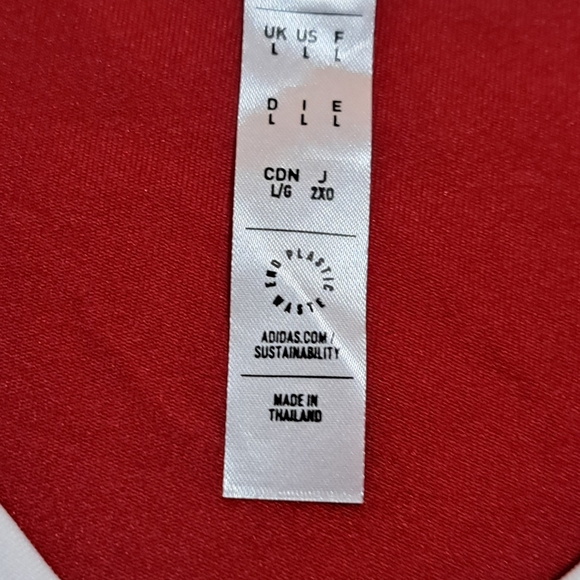 UK US F
L L L
D I E
L L L
CDN J
L/G 2XO
END PLASTIC WASTE
ADIDAS.COM/
SUSTAINABILITY
MADE IN
THAILAND